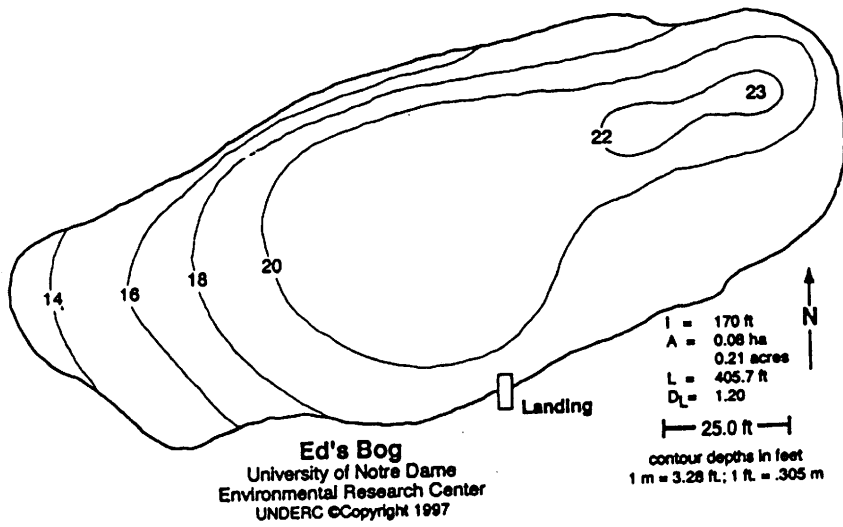 23
22
20
18
16
14
N
l = 170 ft
A = 0.08 ha
0.21 acres
L = 405.7 ft
DL= 1.20
Landing
25.0 ft
contour depths in feet
1 m = 3.28 ft.; 1 ft. = .305 m
Ed's Bog
University of Notre Dame
Environmental Research Center
UNDERC ©Copyright 1997